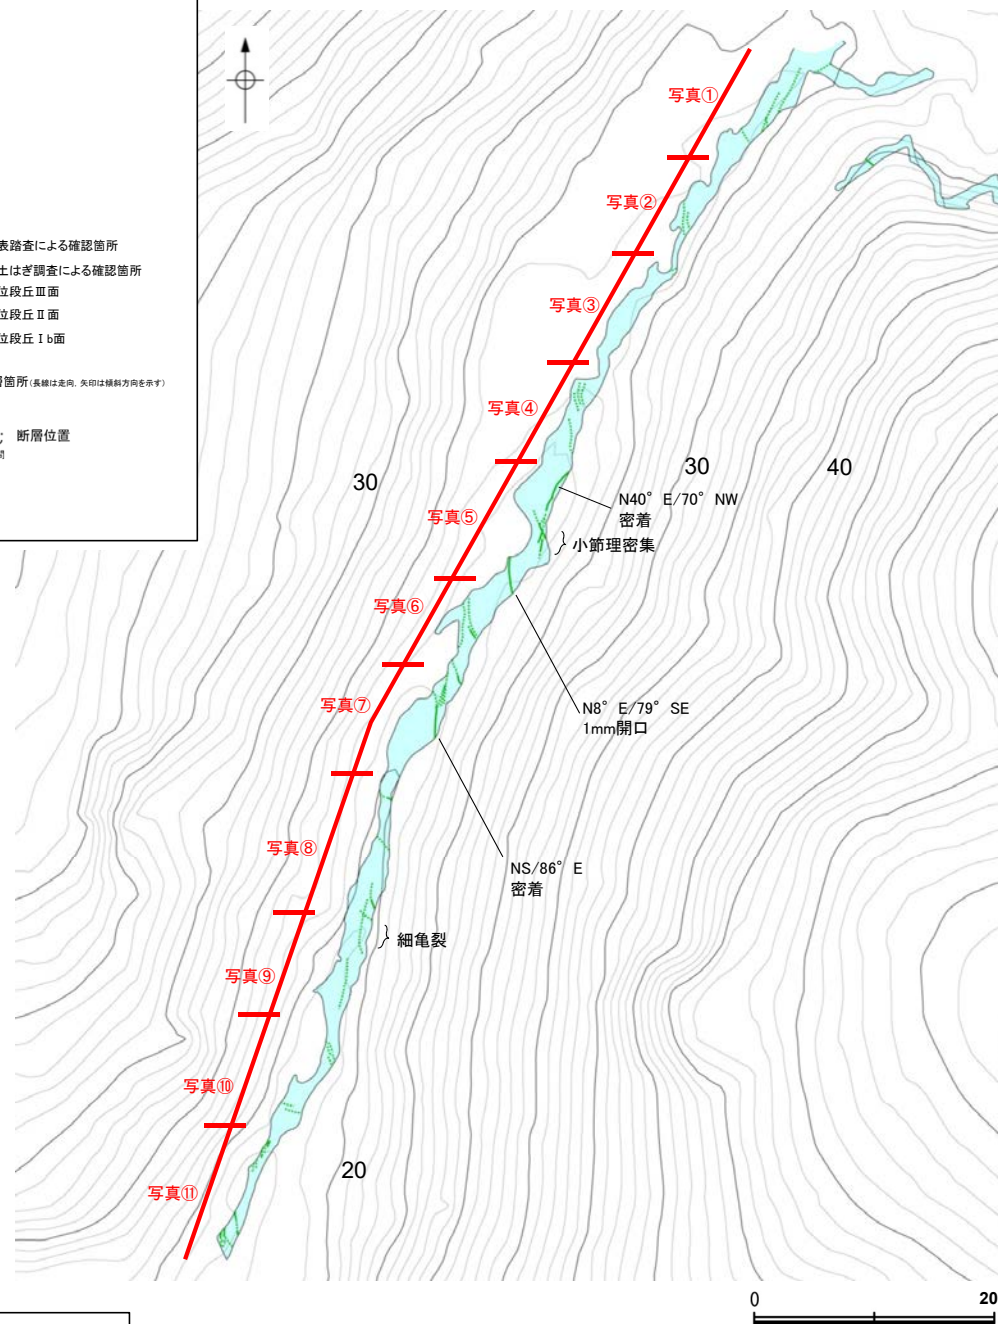 表踏査による確認箇所
土はぎ調査による確認箇所
位段丘Ⅲ面
位段丘Ⅱ面
位段丘Ⅰb面
箇所(長線は走向、矢印は傾斜方向を示す)
; 断層位置
写真①
写真②
写真③
写真④
写真⑤
写真⑥
写真⑦
写真⑧
写真⑨
写真⑩
写真⑪
30
30
40
N40° E/70° NW
密着
小節理密集
N8° E/79° SE
1mm開口
NS/86° E
密着
細亀裂
20
0
20